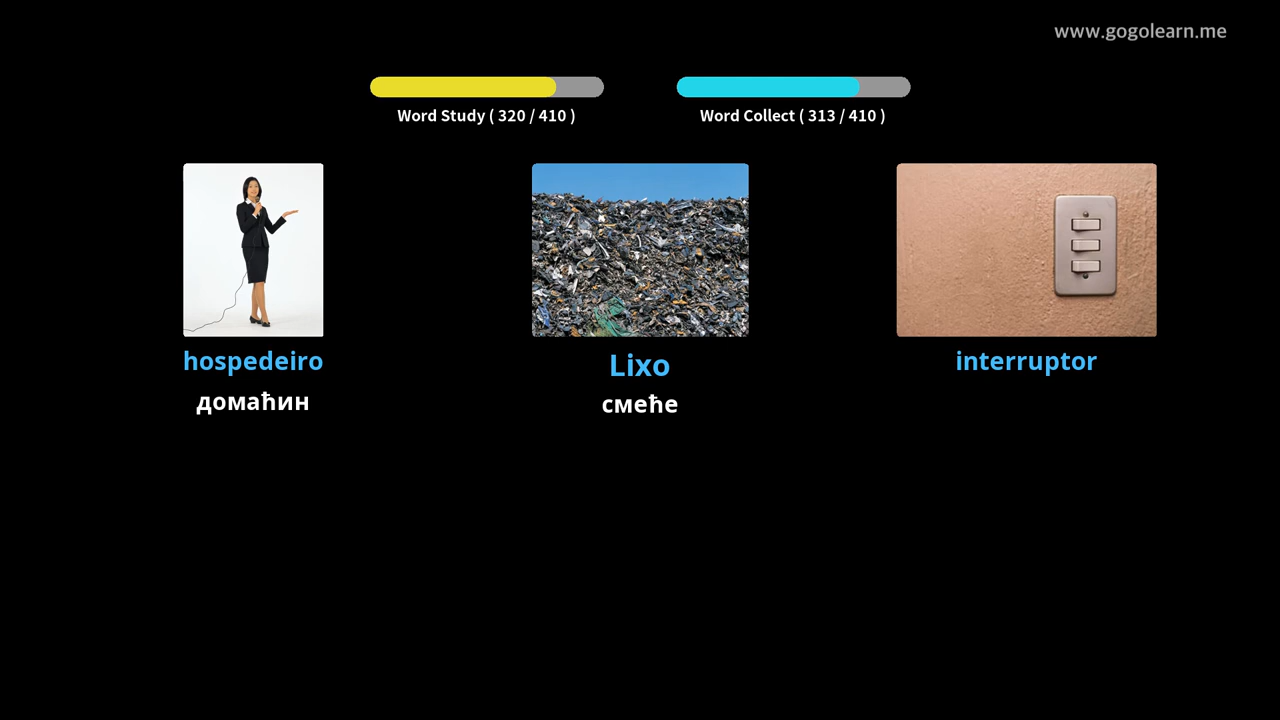 www.gogolearn.me
Word Study ( 320 / 410 )
Word Collect ( 313 / 410 )
hospedeiro
Lixo
interruptor
домаћин
смеће